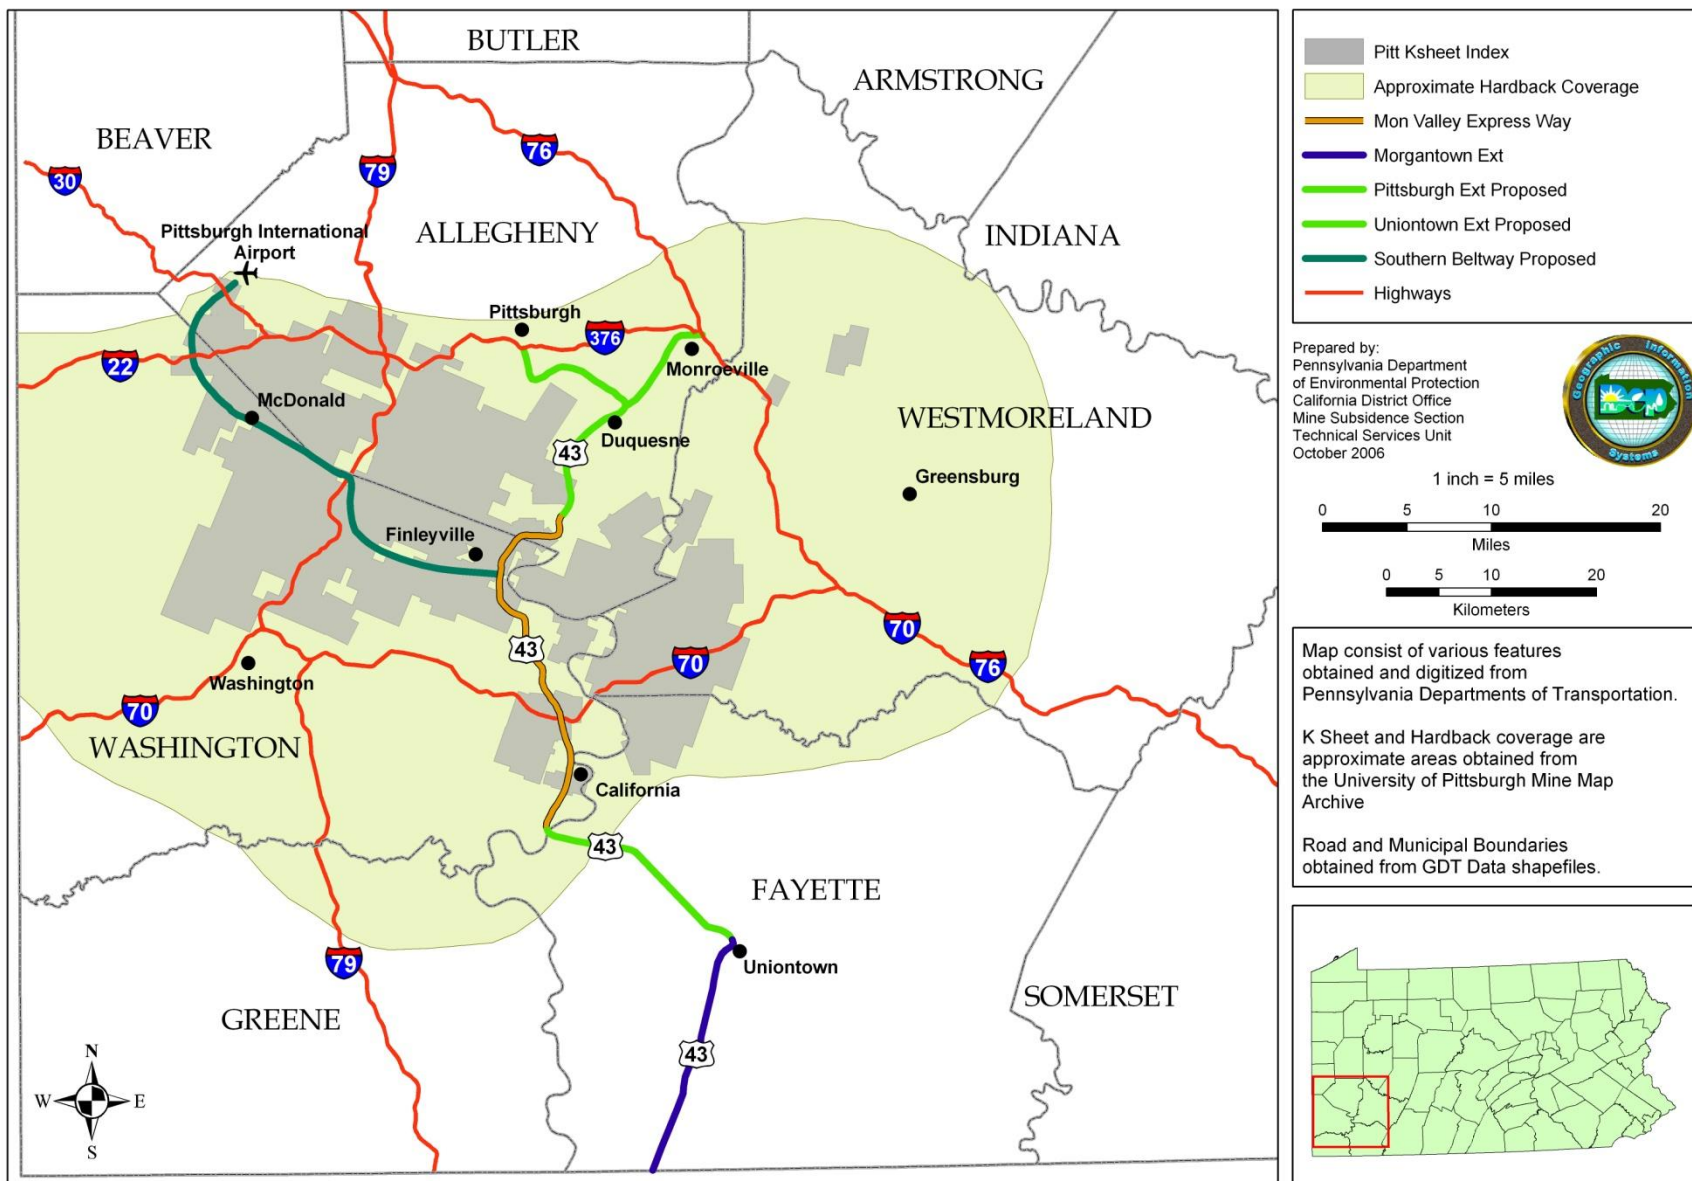 BUTLER
ARMSTRONG
BEAVER
76
79
30
Pittsburgh International
Airport
ALLEGHENY
INDIANA
Pittsburgh
376
22
Monroeville
McDonald
Duquesne
WESTMORELAND
43
Greensburg
Finleyville
70
43
70
76
Washington
70
WASHINGTON
California
43
FAYETTE
79
Uniontown
SOMERSET
GREENE
43
N
W
E
S
Pitt Ksheet Index
Approximate Hardback Coverage
Mon Valley Express Way
Morgantown Ext
Pittsburgh Ext Proposed
Uniontown Ext Proposed
Southern Beltway Proposed
Highways
Prepared by:
Pennsylvania Department
of Environmental Protection
California District Office
Mine Subsidence Section
Technical Services Unit
October 2006
Geographic Information
DEP
Systems
1 inch = 5 miles
0 5 10 20
Miles
0 5 10 20
Kilometers
Map consist of various features
obtained and digitized from
Pennsylvania Departments of Transportation.
K Sheet and Hardback coverage are
approximate areas obtained from
the University of Pittsburgh Mine Map
Archive
Road and Municipal Boundaries
obtained from GDT Data shapefiles.